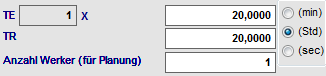 TE 1 X 20,0000 (min)
TR 20,0000 (Std)
Anzahl Werker (für Planung) 1 (sec)